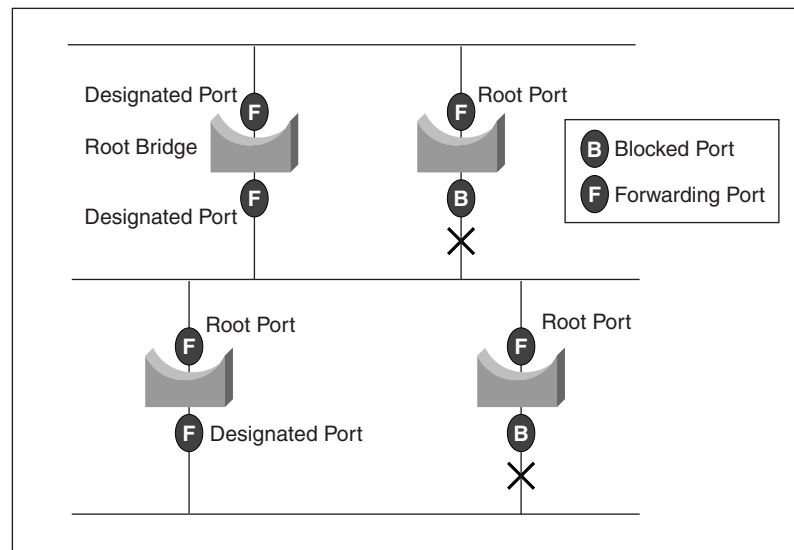 Designated Port
F
F
Root Port
Root Bridge
B Blocked Port
F Forwarding Port
Designated Port
F
B
Root Port
F
Root Port
F
F
Designated Port
B